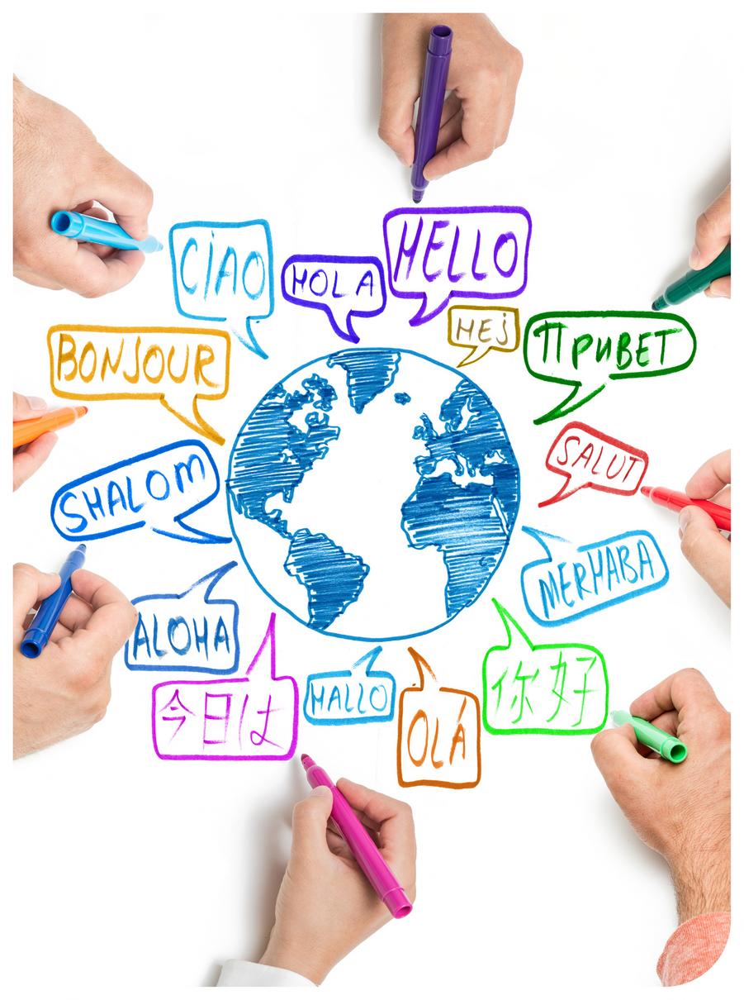 HELLO
CiAO
HOLA
HEj
BONJOUR
ПРИВЕТ
SALUT
SHALOM
MERHABA
ALOHA
你好
今日は
HALLO
OLÁ